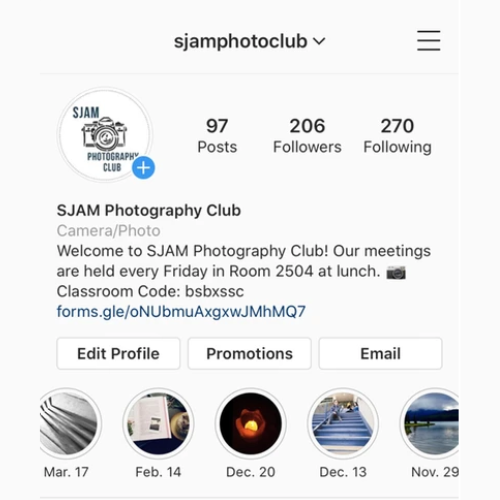 sjamphotoclub
SJAM
PHOTOGRAPHY
CLUB
97 206 270
Posts Followers Following
SJAM Photography Club
Camera/Photo
Welcome to SJAM Photography Club! Our meetings
are held every Friday in Room 2504 at lunch. 📷
Classroom Code: bsbxssc
forms.gle/oNUbmuAxgxwJMhMQ7
Edit Profile Promotions Email
Mar. 17 Feb. 14 Dec. 20 Dec. 13 Nov. 29